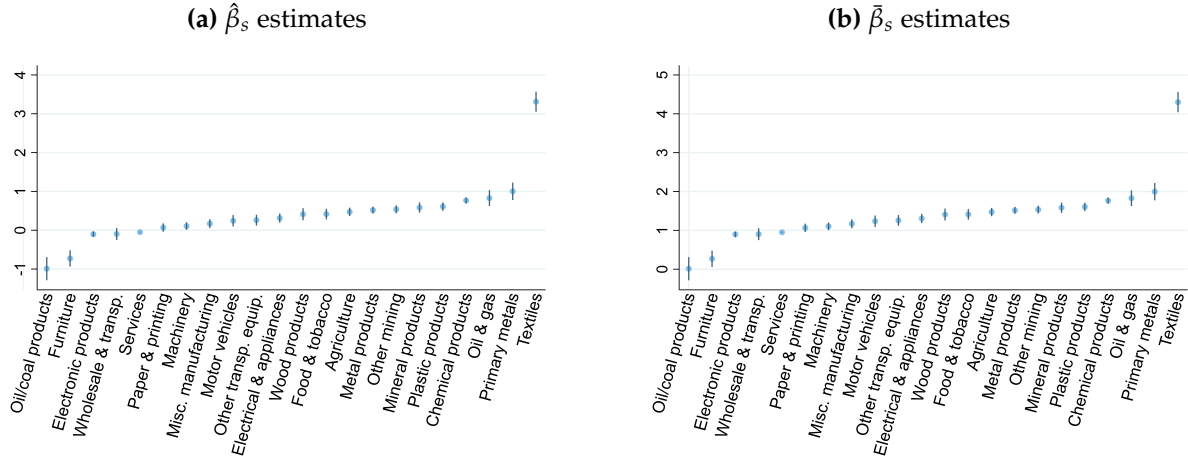 (a) β̂ₛ estimates
4
3
2
1
0
-1
Oil/coal products
Furniture
Electronic products
Wholesale & transp.
Services
Paper & printing
Machinery
Misc. manufacturing
Motor vehicles
Other transp. equip.
Electrical & appliances
Wood products
Food & tobacco
Agriculture
Metal products
Other mining
Mineral products
Plastic products
Chemical products
Oil & gas
Primary metals
Textiles
(b) β̄ₛ estimates
5
4
3
2
1
0
Oil/coal products
Furniture
Electronic products
Wholesale & transp.
Services
Paper & printing
Machinery
Misc. manufacturing
Motor vehicles
Other transp. equip.
Electrical & appliances
Wood products
Food & tobacco
Agriculture
Metal products
Other mining
Mineral products
Plastic products
Chemical products
Oil & gas
Primary metals
Textiles